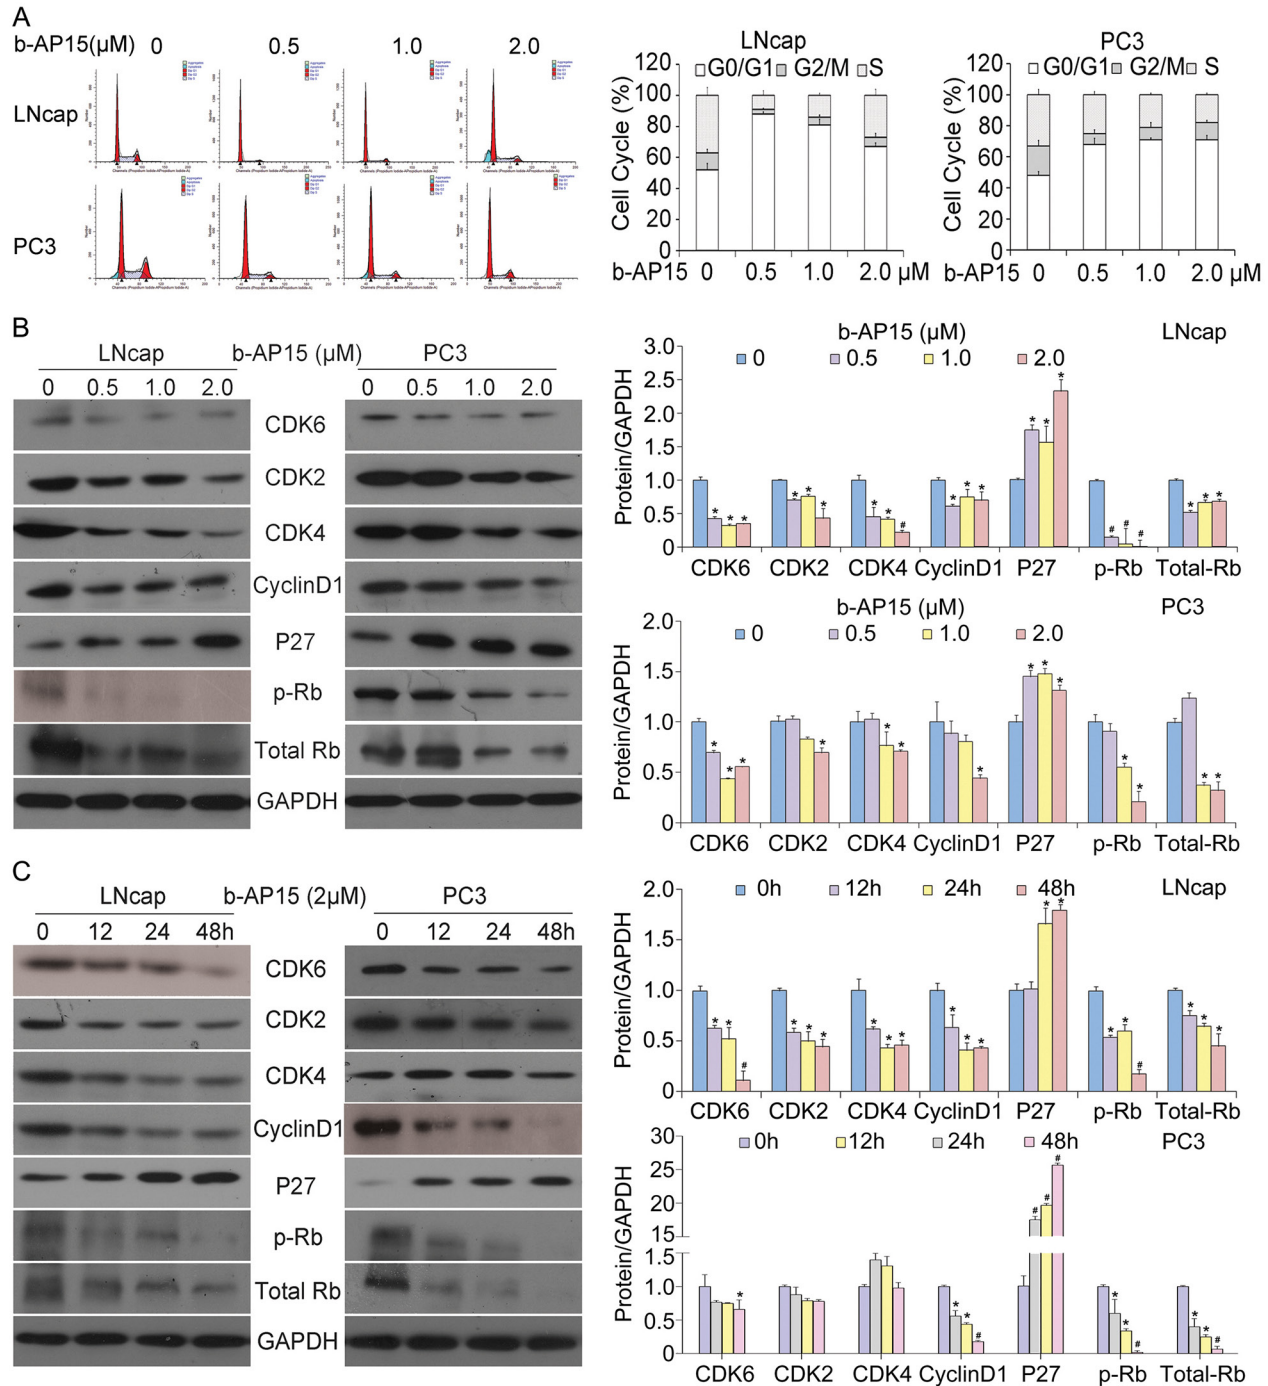 A
b-AP15(µM) 0 0.5 1.0 2.0
LNcap
PC3
LNcap
120 100 80 60 40 20 0
Cell Cycle (%)
G0/G1 G2/M S
b-AP15 0 0.5 1.0 2.0 µM
PC3
120 100 80 60 40 20 0
Cell Cycle (%)
G0/G1 G2/M S
b-AP15 0 0.5 1.0 2.0 µM
B
LNcap b-AP15 (µM) PC3
0 0.5 1.0 2.0 0 0.5 1.0 2.0
CDK6
CDK2
CDK4
CyclinD1
P27
p-Rb
Total Rb
GAPDH
b-AP15 (µM) LNcap
0 0.5 1.0 2.0
3.0 2.5 2.0 1.5 1.0 0.5 0
Protein/GAPDH
CDK6 CDK2 CDK4 CyclinD1 P27 p-Rb Total-Rb
b-AP15 (µM) PC3
0 0.5 1.0 2.0
2.0 1.5 1.0 0.5 0
Protein/GAPDH
CDK6 CDK2 CDK4 CyclinD1 P27 p-Rb Total-Rb
C
LNcap b-AP15 (2µM) PC3
0 12 24 48h 0 12 24 48h
CDK6
CDK2
CDK4
CyclinD1
P27
p-Rb
Total Rb
GAPDH
0h 12h 24h 48h LNcap
2.0 1.5 1.0 0.5 0
Protein/GAPDH
CDK6 CDK2 CDK4 CyclinD1 P27 p-Rb Total-Rb
0h 12h 24h 48h PC3
30 25 20 15 1.5 1.0 0.5 0
Protein/GAPDH
CDK6 CDK2 CDK4 CyclinD1 P27 p-Rb Total-Rb